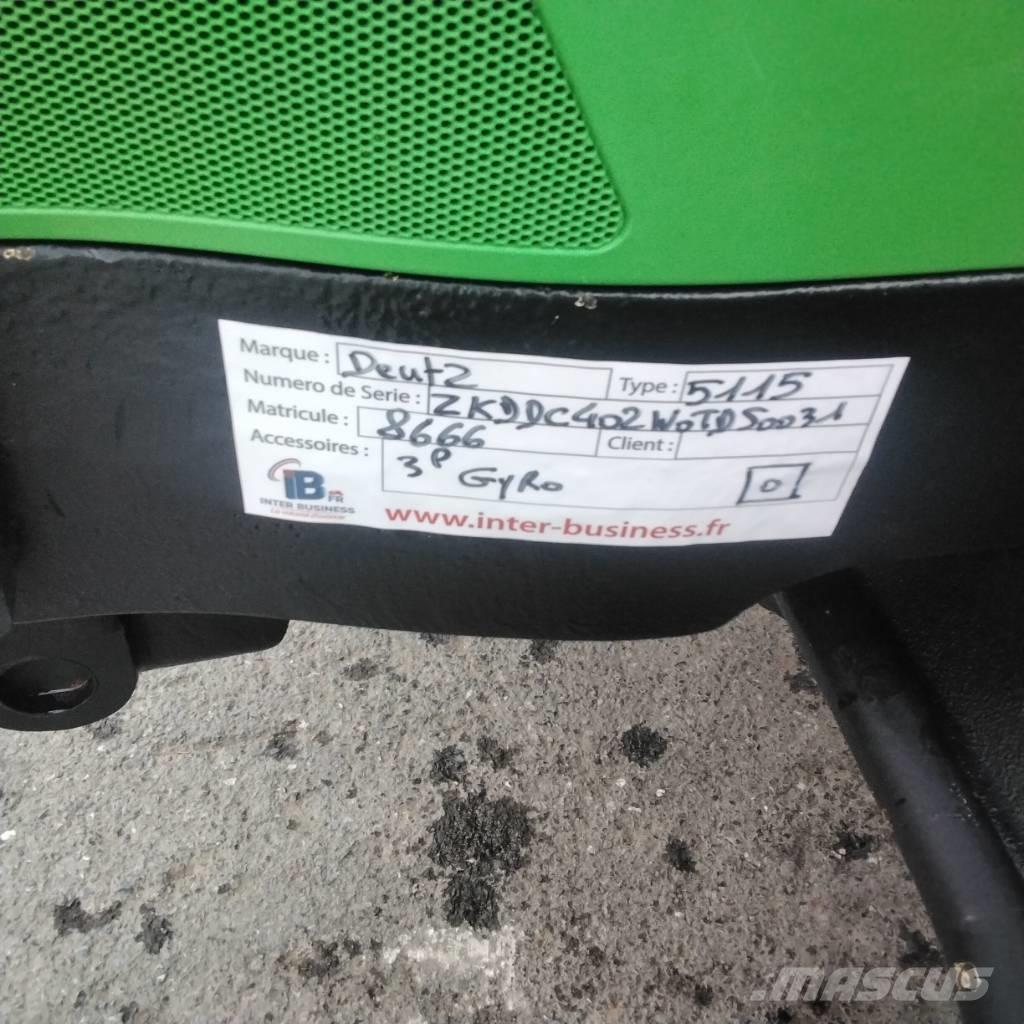 Marque : Deutz Type : 5115
Numero de Serie : ZKDDC402W0TD50031
Matricule : 8666 Client :
Accessoires : 3P GyRo
IB.FR
INTER BUSINESS
www.inter-business.fr
MASCUS